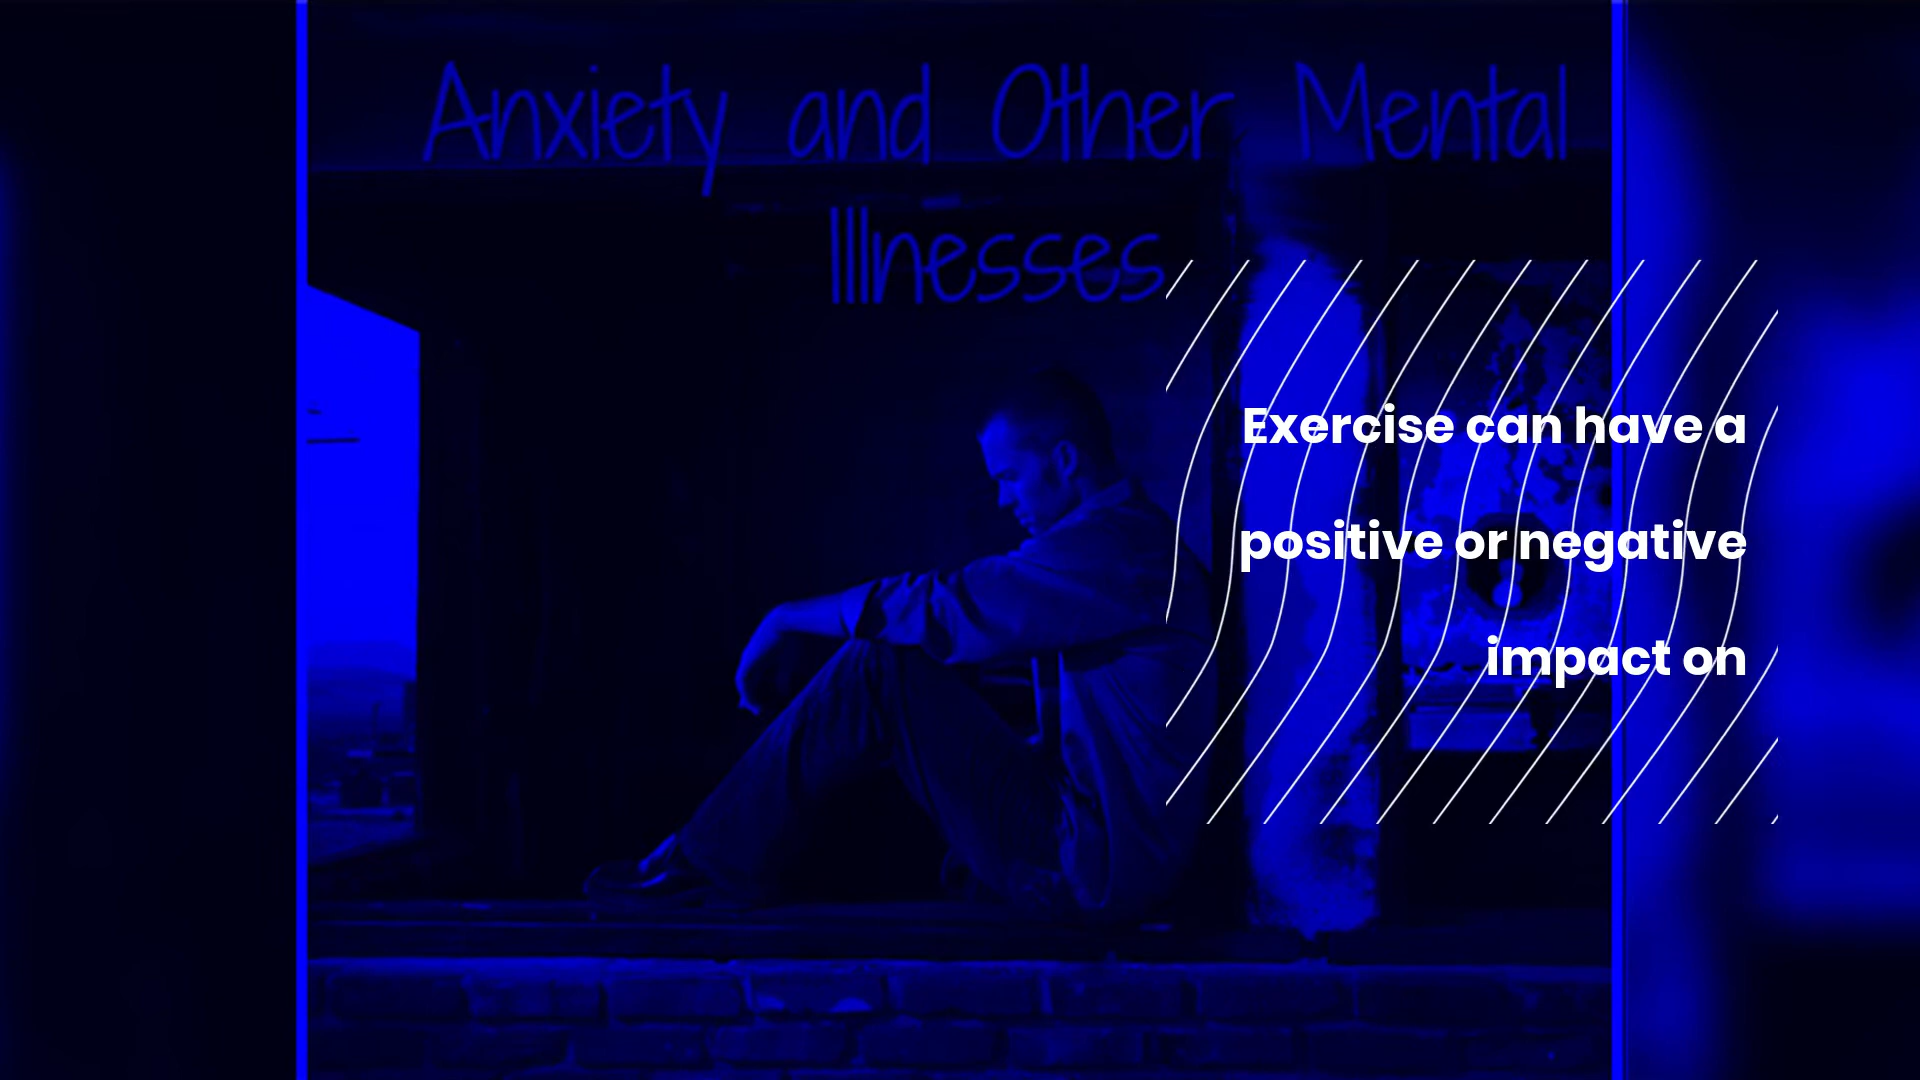 Anxiety and Other Mental
Illnesses
Exercise can have a
positive or negative
impact on